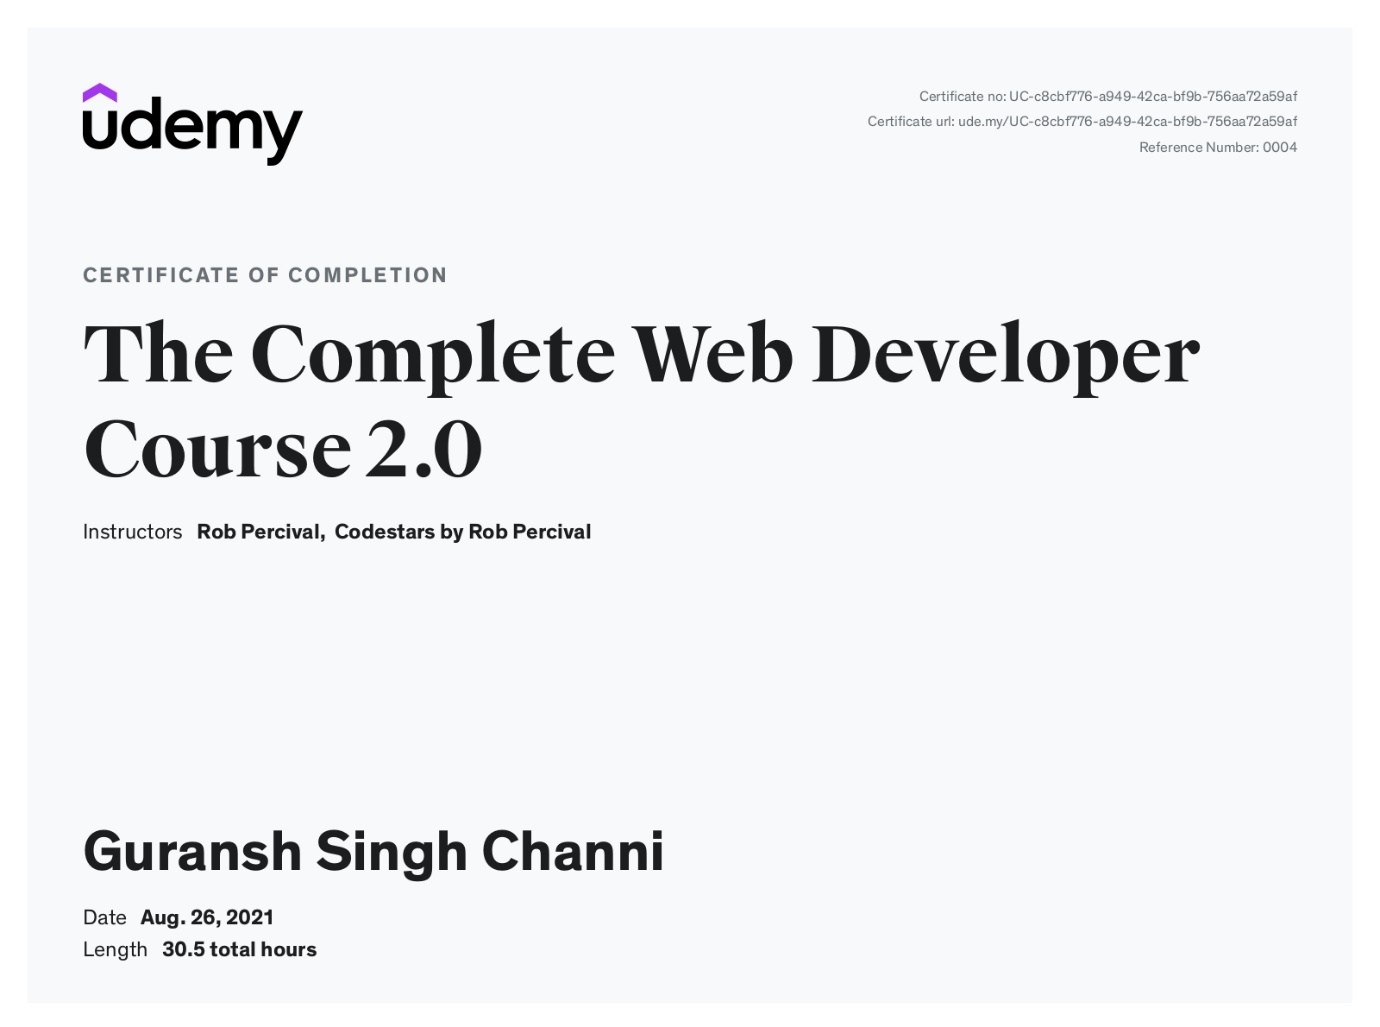 udemy
Certificate no: UC-c8cbf776-a949-42ca-bf9b-756aa72a59af
Certificate url: ude.my/UC-c8cbf776-a949-42ca-bf9b-756aa72a59af
Reference Number: 0004
CERTIFICATE OF COMPLETION
The Complete Web Developer
Course 2.0
Instructors Rob Percival, Codestars by Rob Percival
Guransh Singh Channi
Date Aug. 26, 2021
Length 30.5 total hours